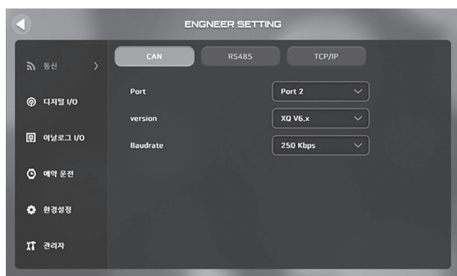 ENGNEER SETTING
통신
디지털 I/O
아날로그 I/O
예약 운전
환경설정
관리자
CAN
RS485
TCP/IP
Port
Port 2
version
XQ V6.x
Baudrate
250 Kbps